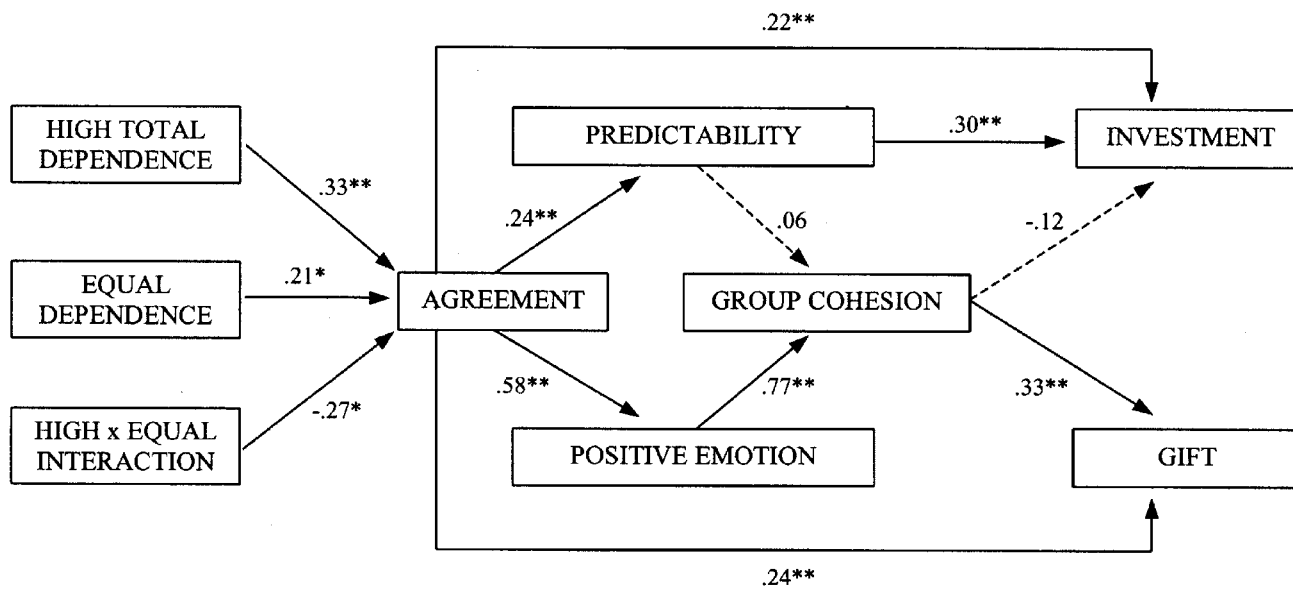 .22**
HIGH TOTAL
DEPENDENCE
PREDICTABILITY
.30**
INVESTMENT
.33**
.24**
.06
-.12
EQUAL
DEPENDENCE
.21*
AGREEMENT
GROUP COHESION
.58**
.77**
.33**
-.27*
HIGH x EQUAL
INTERACTION
POSITIVE EMOTION
GIFT
.24**